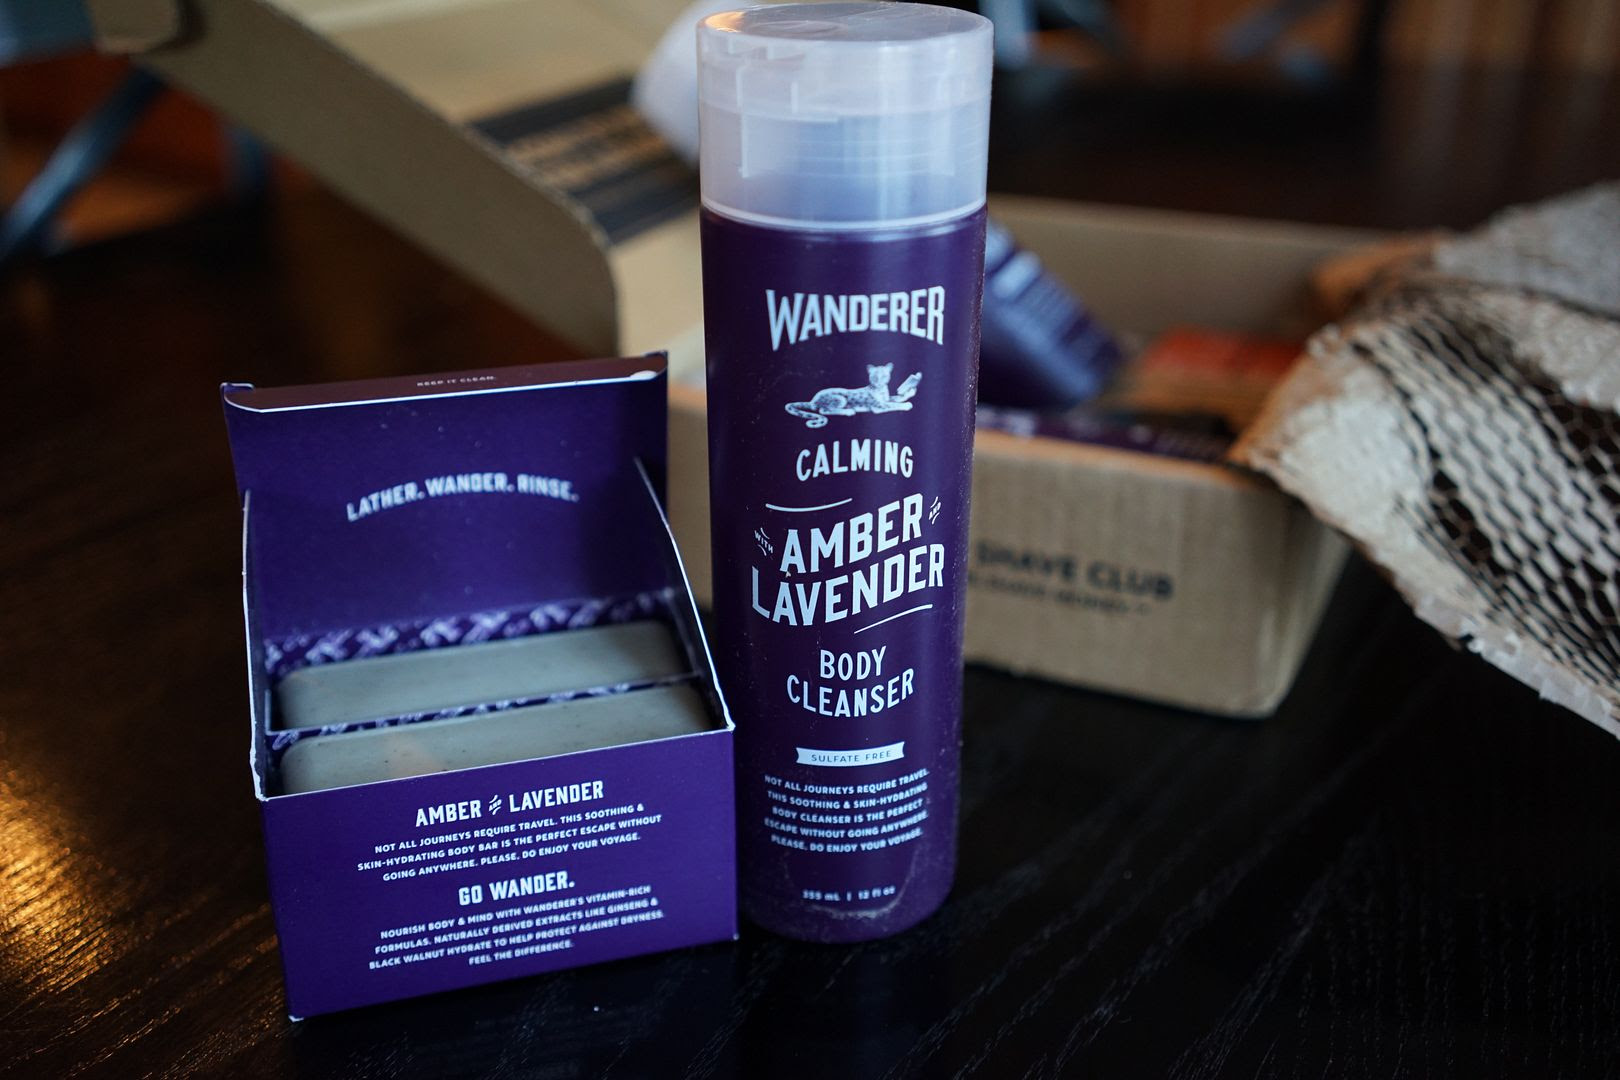 KEEP IT CLEAN.
LATHER. WANDER. RINSE.
AMBER AND LAVENDER
NOT ALL JOURNEYS REQUIRE TRAVEL. THIS SOOTHING &
SKIN-HYDRATING BODY BAR IS THE PERFECT ESCAPE WITHOUT
GOING ANYWHERE. PLEASE, DO ENJOY YOUR VOYAGE.
GO WANDER.
NOURISH BODY & MIND WITH WANDERER'S VITAMIN-RICH
FORMULAS. NATURALLY DERIVED EXTRACTS LIKE GINSENG &
BLACK WALNUT HYDRATE TO HELP PROTECT AGAINST DRYNESS.
FEEL THE DIFFERENCE.
WANDERER
CALMING
WITH AMBER AND
LAVENDER
BODY
CLEANSER
SULFATE FREE
NOT ALL JOURNEYS REQUIRE TRAVEL.
THIS SOOTHING & SKIN-HYDRATING
BODY CLEANSER IS THE PERFECT
ESCAPE WITHOUT GOING ANYWHERE.
PLEASE, DO ENJOY YOUR VOYAGE.
355 mL | 12 fl oz
SHAVE CLUB